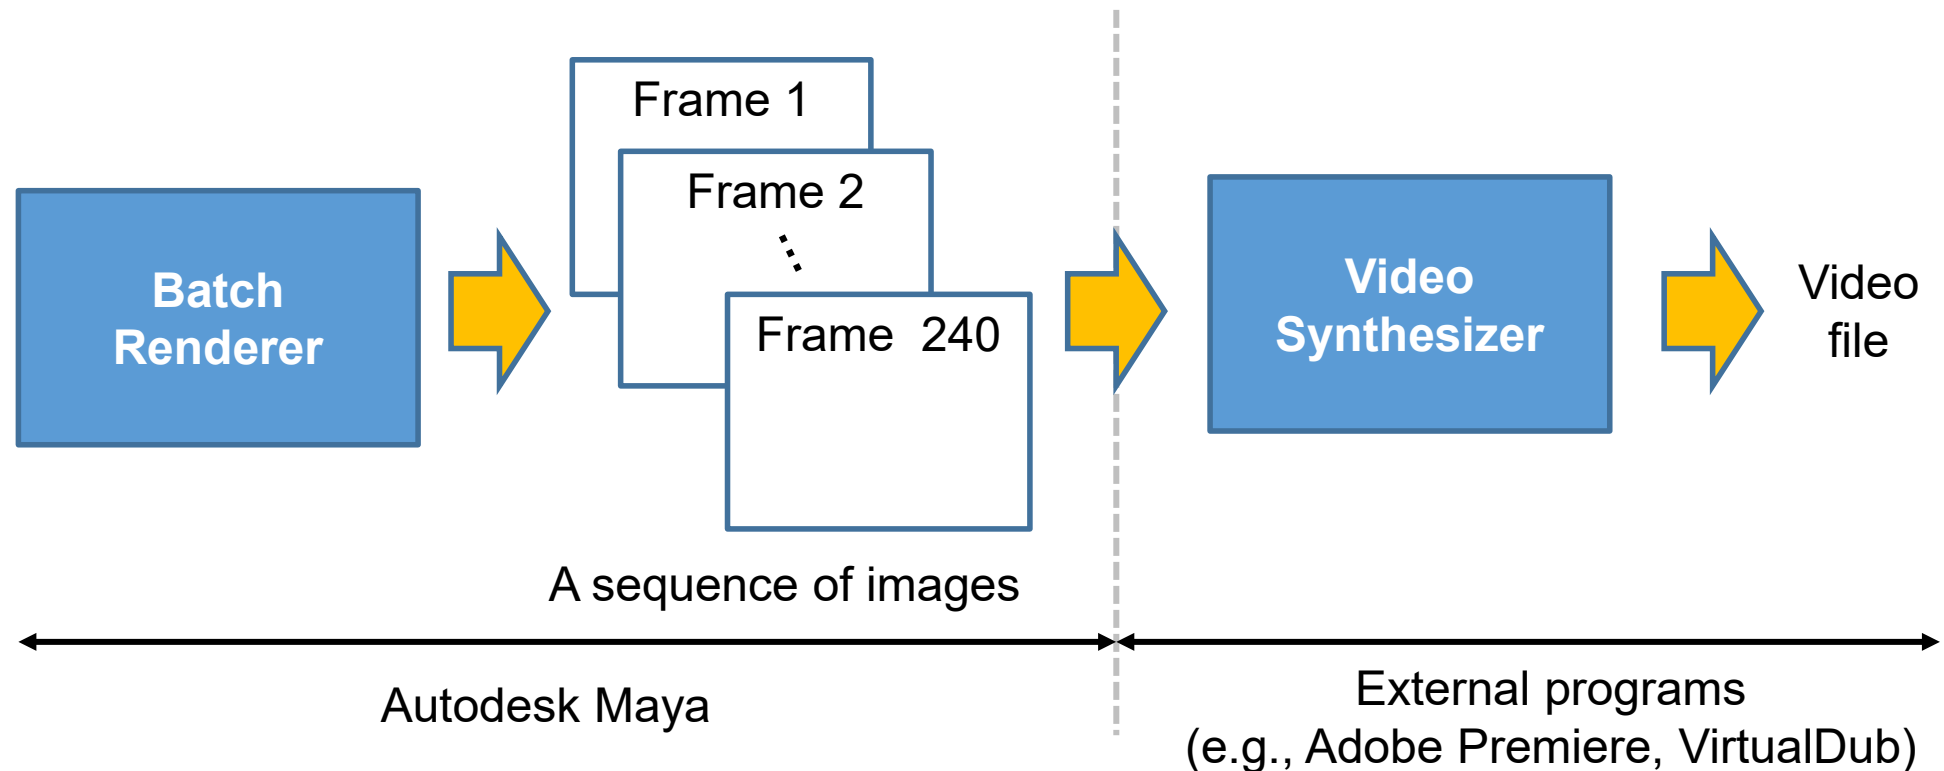 Frame 1
Frame 2
Frame 240
Batch
Renderer
Video
Synthesizer
Video
file
A sequence of images
Autodesk Maya
External programs
(e.g., Adobe Premiere, VirtualDub)